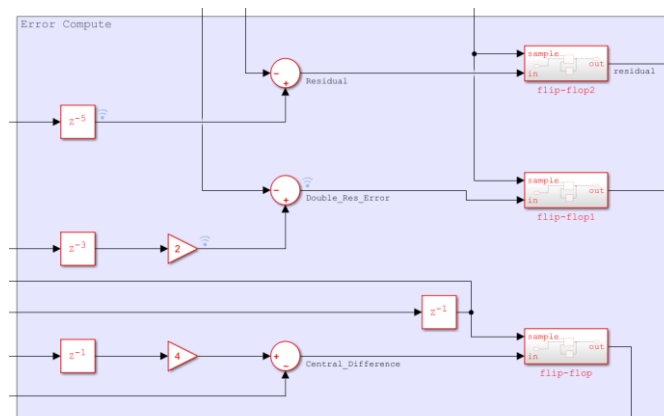 Error Compute
sample
in
out
flip-flop2
residual
-
+
Residual
z-5
sample
in
out
flip-flop1
-
+
Double_Res_Error
z-3
2
z-1
sample
in
out
flip-flop
z-1
4
+
-
Central_Difference